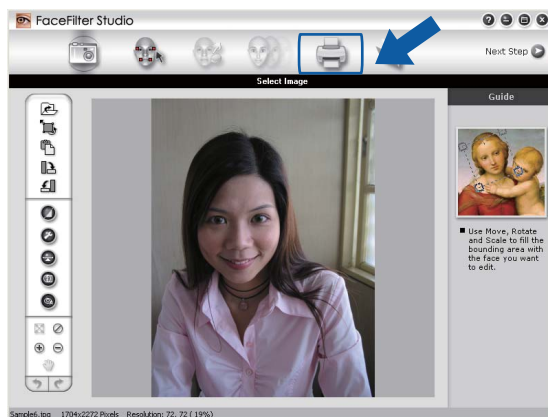 FaceFilter Studio
Next Step
Select Image
Guide
Use Move, Rotate
and Scale to fill the
bounding area with
the face you want
to edit.
Sample6.jpg 1704x2272 Pixels Resolution: 72, 72 ( 19%)